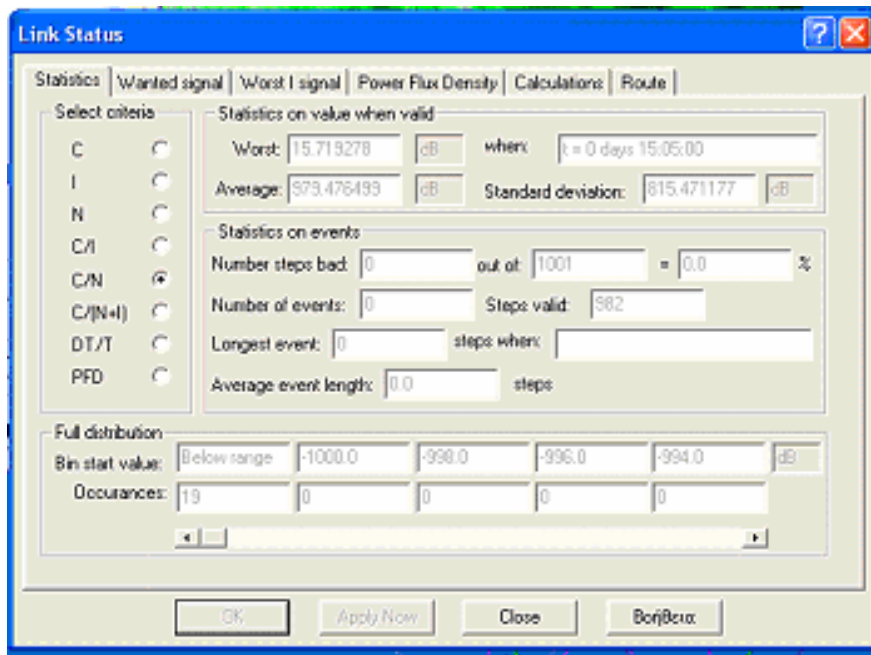 Link Status
Statistics Wanted signal Worst I signal Power Flux Density Calculations Route
Select criteria
C
I
N
C/I
C/N
C/(N+I)
DT/T
PFD
Statistics on value when valid
Worst: 15.719278 dB when: t = 0 days 15:05:00
Average: 979.476499 dB Standard deviation: 815.471177 dB
Statistics on events
Number steps bad: 0 out of: 1001 = 0.0 %
Number of events: 0 Steps valid: 982
Longest event: 0 steps when:
Average event length: 0.0 steps
Full distribution
Bin start value: Below range -1000.0 -998.0 -996.0 -994.0 dB
Occurances: 19 0 0 0 0
OK Apply Now Close Βοήθεια